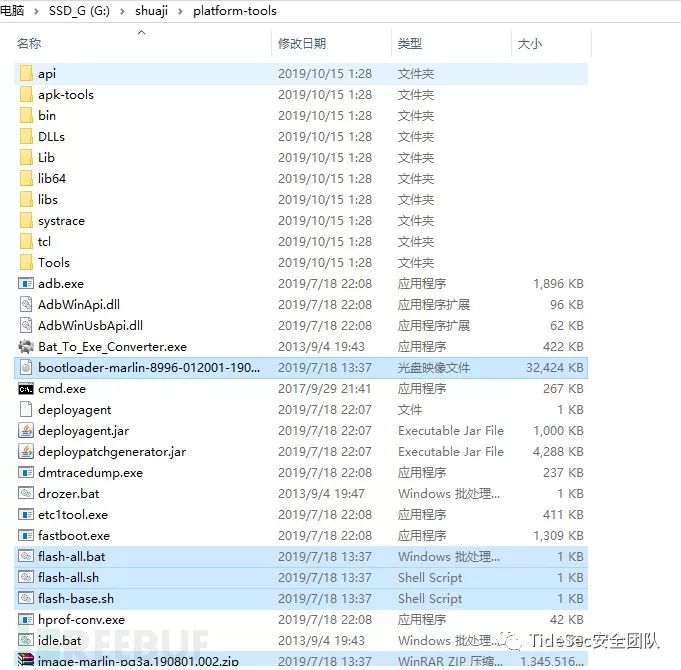 电脑 › SSD_G (G:) › shuaji › platform-tools
名称 修改日期 类型 大小
api 2019/10/15 1:28 文件夹
apk-tools 2019/10/15 1:28 文件夹
bin 2019/10/15 1:28 文件夹
DLLs 2019/10/15 1:28 文件夹
Lib 2019/10/15 1:28 文件夹
lib64 2019/10/15 1:28 文件夹
libs 2019/10/15 1:28 文件夹
systrace 2019/10/15 1:28 文件夹
tcl 2019/10/15 1:28 文件夹
Tools 2019/10/15 1:28 文件夹
adb.exe 2019/7/18 22:08 应用程序 1,896 KB
AdbWinApi.dll 2019/7/18 22:08 应用程序扩展 96 KB
AdbWinUsbApi.dll 2019/7/18 22:08 应用程序扩展 62 KB
Bat_To_Exe_Converter.exe 2013/9/4 19:43 应用程序 422 KB
bootloader-marlin-8996-012001-190... 2019/7/18 13:37 光盘映像文件 32,424 KB
cmd.exe 2017/9/29 21:41 应用程序 267 KB
deployagent 2019/7/18 22:07 文件 1 KB
deployagent.jar 2019/7/18 22:07 Executable Jar File 1,000 KB
deploypatchgenerator.jar 2019/7/18 22:07 Executable Jar File 4,288 KB
dmtracedump.exe 2019/7/18 22:08 应用程序 237 KB
drozer.bat 2013/9/4 19:47 Windows 批处理... 1 KB
etc1tool.exe 2019/7/18 22:08 应用程序 411 KB
fastboot.exe 2019/7/18 22:08 应用程序 1,309 KB
flash-all.bat 2019/7/18 13:37 Windows 批处理... 1 KB
flash-all.sh 2019/7/18 13:37 Shell Script 1 KB
flash-base.sh 2019/7/18 13:37 Shell Script 1 KB
hprof-conv.exe 2019/7/18 22:08 应用程序 42 KB
idle.bat 2013/9/4 19:43 Windows 批处理... 1 KB
image-marlin-pq3a.190801.002.zip 2019/7/18 13:37 WinRAR ZIP 压缩... 1,345,516...
FREEBUF
TideSec安全团队